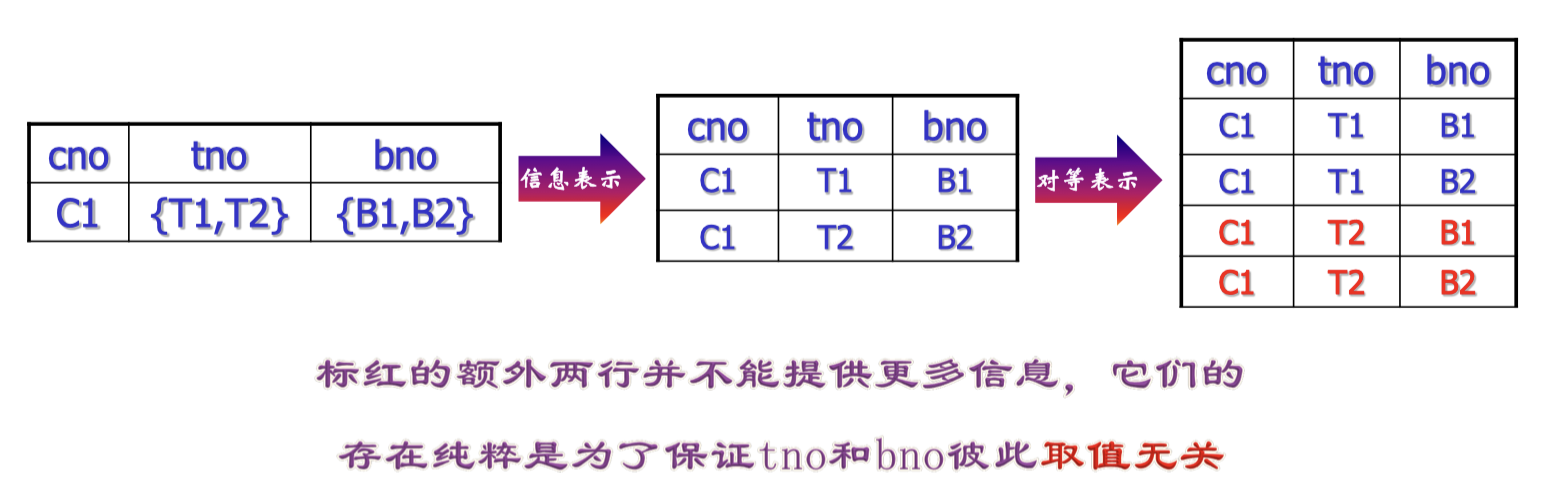 cno tno bno
C1 {T1,T2} {B1,B2}
信息表示
cno tno bno
C1 T1 B1
C1 T2 B2
对等表示
cno tno bno
C1 T1 B1
C1 T1 B2
C1 T2 B1
C1 T2 B2
标红的额外两行并不能提供更多信息，它们的
存在纯粹是为了保证tno和bno彼此取值无关